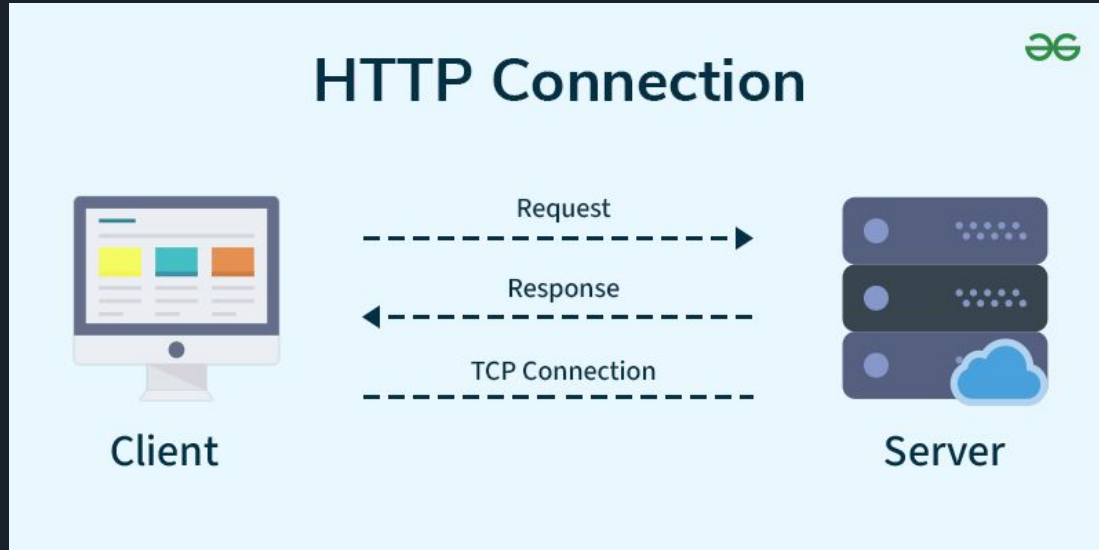 HTTP Connection
Request
Response
TCP Connection
Client
Server